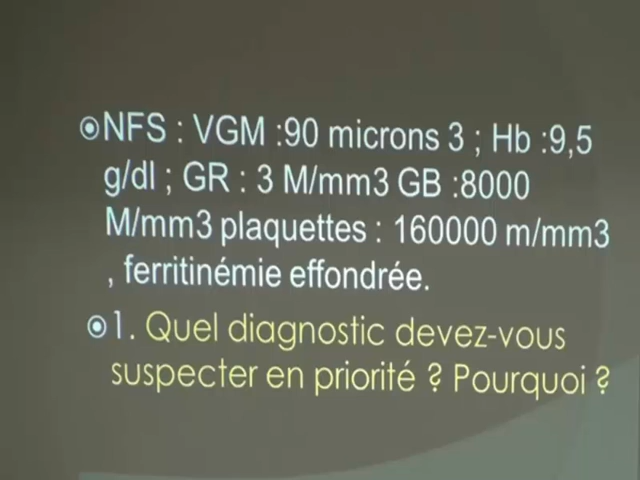 NFS : VGM :90 microns 3 ; Hb :9,5
g/dl ; GR : 3 M/mm3 GB :8000
M/mm3 plaquettes : 160000 m/mm3
, ferritinémie effondrée.
1. Quel diagnostic devez-vous
suspecter en priorité ? Pourquoi ?